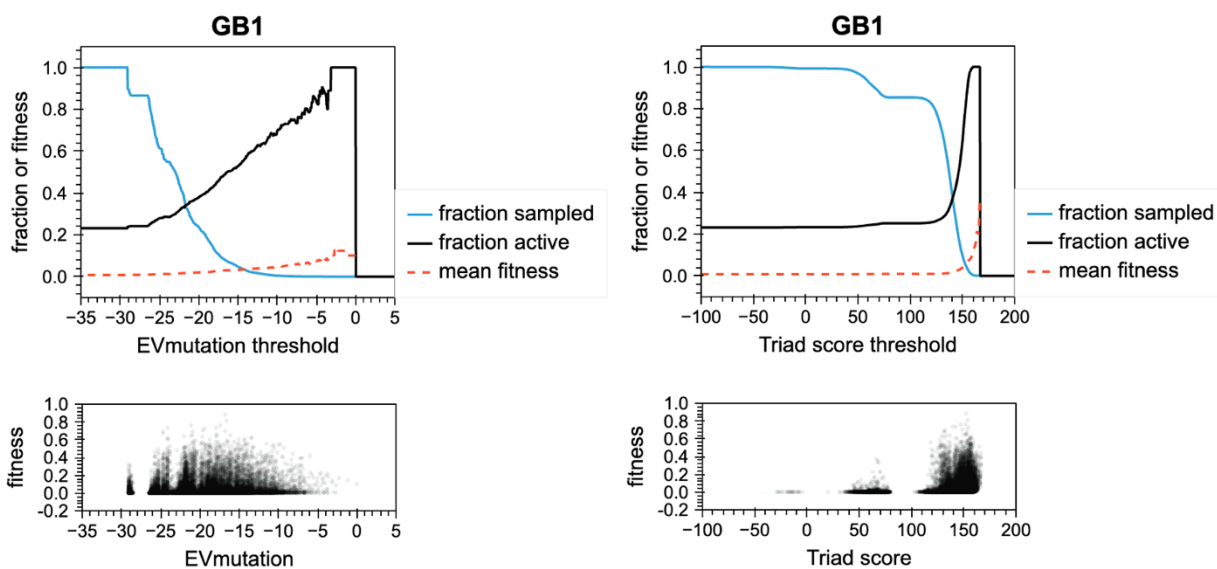 GB1
fraction or fitness
1.0
0.8
0.6
0.4
0.2
0.0
−35 −30 −25 −20 −15 −10 −5 0 5
EVmutation threshold
fraction sampled
fraction active
mean fitness
GB1
fraction or fitness
1.0
0.8
0.6
0.4
0.2
0.0
−100 −50 0 50 100 150 200
Triad score threshold
fraction sampled
fraction active
mean fitness
fitness
1.0
0.8
0.6
0.4
0.2
0.0
-0.2
−35 −30 −25 −20 −15 −10 −5 0 5
EVmutation
fitness
1.0
0.8
0.6
0.4
0.2
0.0
-0.2
−100 −50 0 50 100 150 200
Triad score